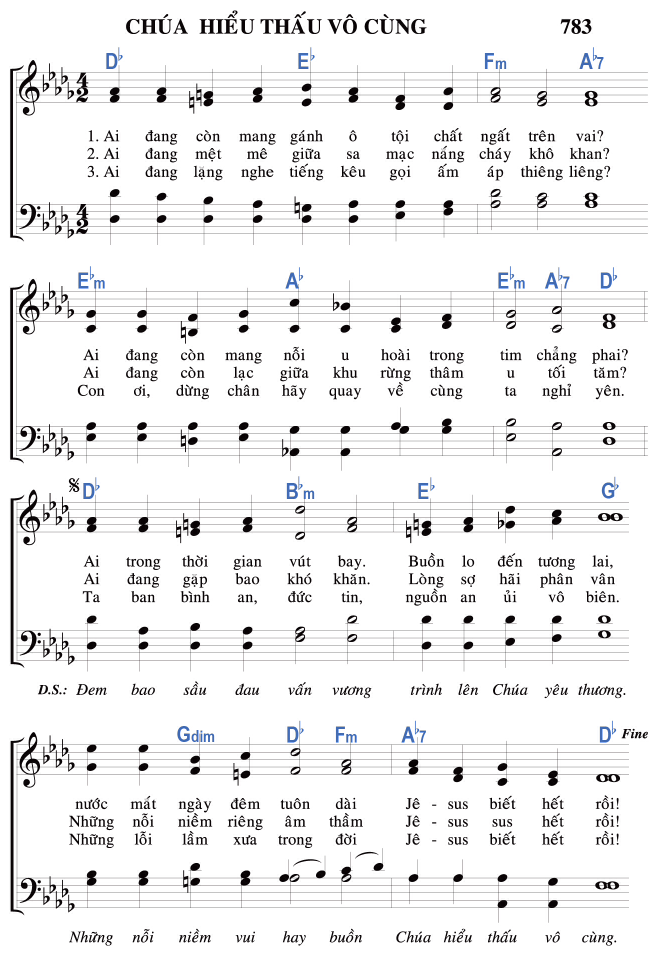 CHÚA HIỂU THẤU VÔ CÙNG 783
D♭ E♭ Fm A♭7
1. Ai đang còn mang gánh ô tội chất ngất trên vai?
2. Ai đang mệt mê giữa sa mạc nắng cháy khô khan?
3. Ai đang lặng nghe tiếng kêu gọi ấm áp thiêng liêng?
E♭m A♭ E♭m A♭7 D♭
Ai đang còn mang nỗi u hoài trong tim chẳng phai?
Ai đang còn lạc giữa khu rừng thâm u tối tăm?
Con ơi, dừng chân hãy quay về cùng ta nghỉ yên.
D♭ B♭m E♭ G♭
Ai trong thời gian vút bay. Buồn lo đến tương lai,
Ai đang gặp bao khó khăn. Lòng sợ hãi phân vân
Ta ban bình an, đức tin, nguồn an ủi vô biên.
D.S.: Đem bao sầu đau vấn vương trình lên Chúa yêu thương.
Gdim D♭ Fm A♭7 D♭ Fine
nước mắt ngày đêm tuôn dài Jê - sus biết hết rồi!
Những nỗi niềm riêng âm thầm Jê - sus sus hết rồi!
Những lỗi lầm xưa trong đời Jê - sus biết hết rồi!
Những nỗi niềm vui hay buồn Chúa hiểu thấu vô cùng.